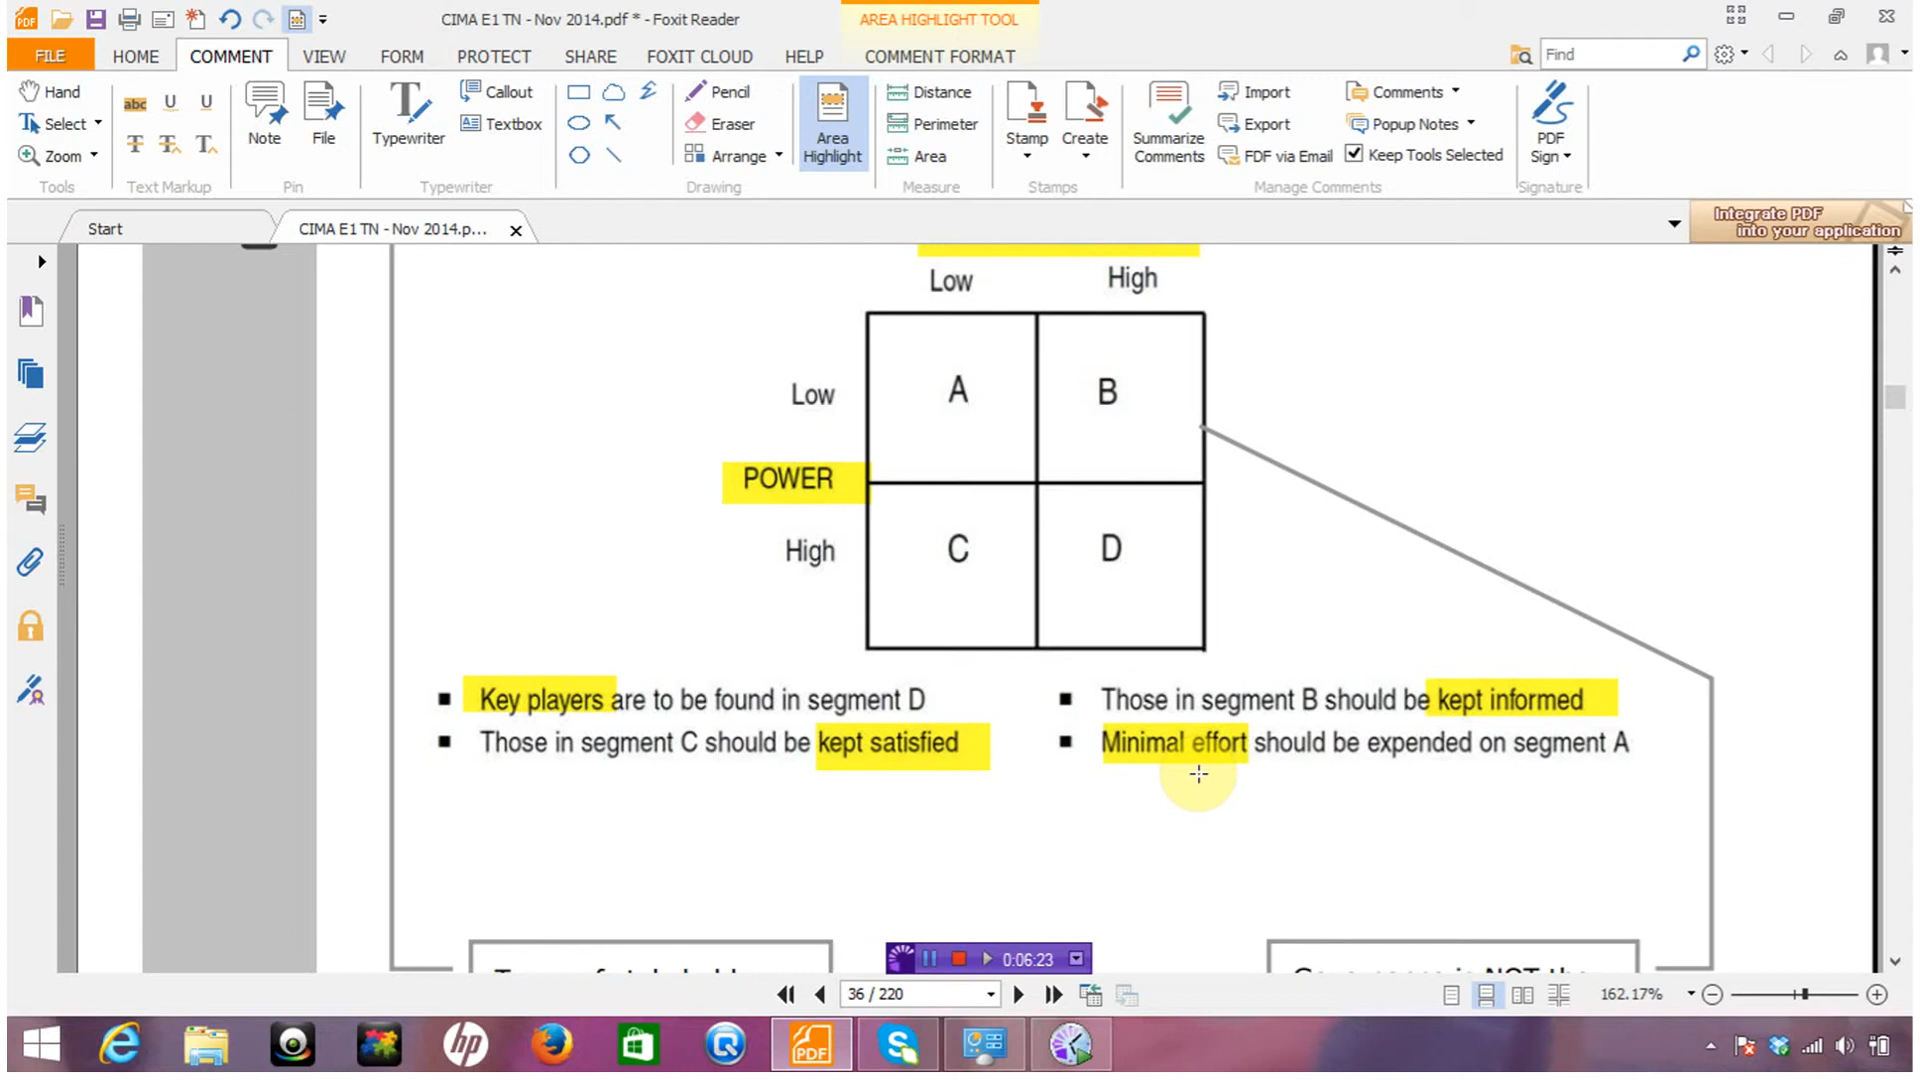 CIMA E1 TN - Nov 2014.pdf * - Foxit Reader
AREA HIGHLIGHT TOOL
FILE HOME COMMENT VIEW FORM PROTECT SHARE FOXIT CLOUD HELP COMMENT FORMAT
Find
Hand
Select
Zoom
Tools
abc U U
T T T
Text Markup
Note
File
Pin
Typewriter
Callout
Textbox
Typewriter
Pencil
Eraser
Arrange
Drawing
Area
Highlight
Distance
Perimeter
Area
Measure
Stamp
Create
Stamps
Summarize
Comments
Import
Export
FDF via Email
Comments
Popup Notes
Keep Tools Selected
Manage Comments
PDF
Sign
Signature
Start
CIMA E1 TN - Nov 2014.p...
Integrate PDF
into your application
Low High
Low A B
POWER
High C D
Key players are to be found in segment D
Those in segment C should be kept satisfied
Those in segment B should be kept informed
Minimal effort should be expended on segment A
0:06:23
36 / 220
162.17%
hp
PDF